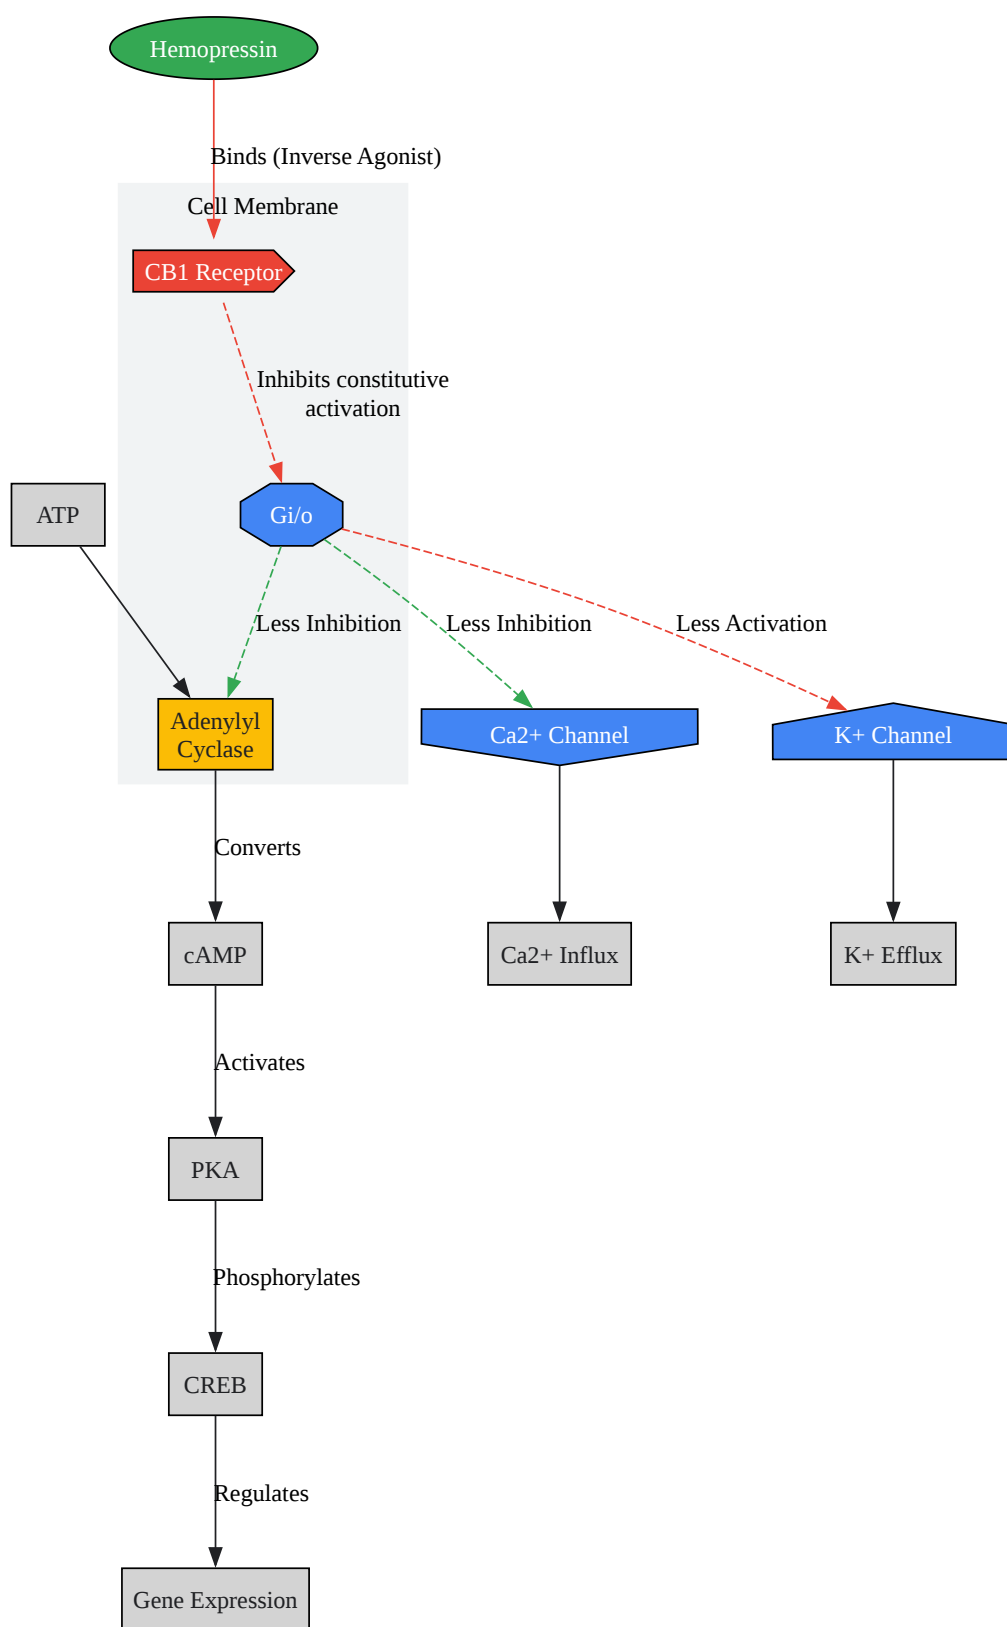 Hemopressin
Binds (Inverse Agonist)
Cell Membrane
CB1 Receptor
Inhibits constitutive
activation
ATP
Gi/o
Less Inhibition
Less Inhibition
Less Activation
Adenylyl
Cyclase
Ca2+ Channel
K+ Channel
Converts
cAMP
Ca2+ Influx
K+ Efflux
Activates
PKA
Phosphorylates
CREB
Regulates
Gene Expression